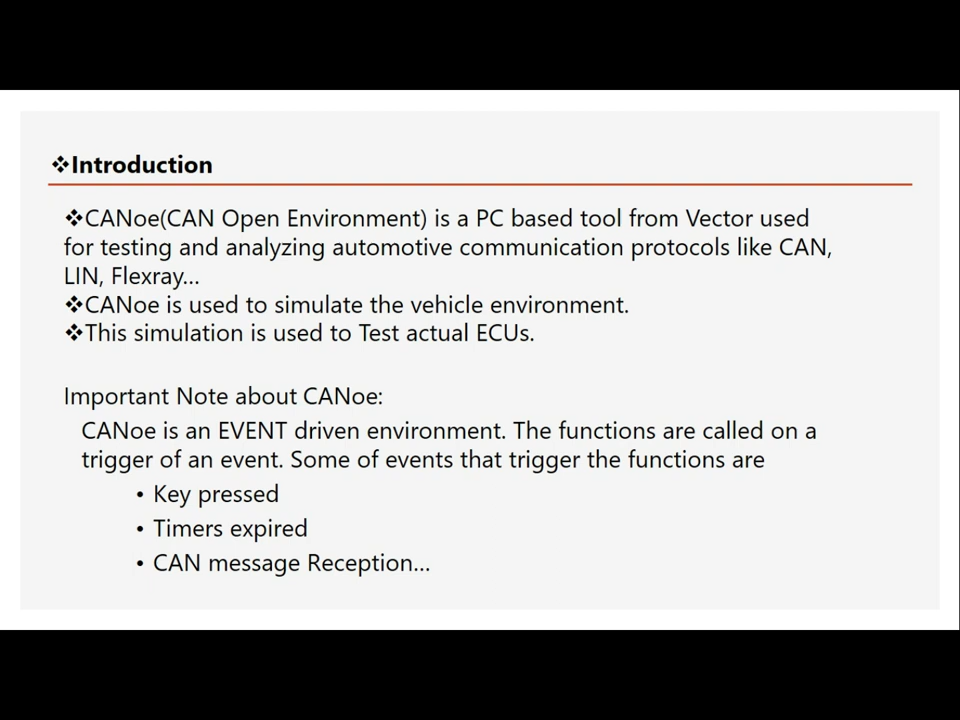 ❖Introduction
❖CANoe(CAN Open Environment) is a PC based tool from Vector used
for testing and analyzing automotive communication protocols like CAN,
LIN, Flexray...
❖CANoe is used to simulate the vehicle environment.
❖This simulation is used to Test actual ECUs.
Important Note about CANoe:
CANoe is an EVENT driven environment. The functions are called on a
trigger of an event. Some of events that trigger the functions are
• Key pressed
• Timers expired
• CAN message Reception...